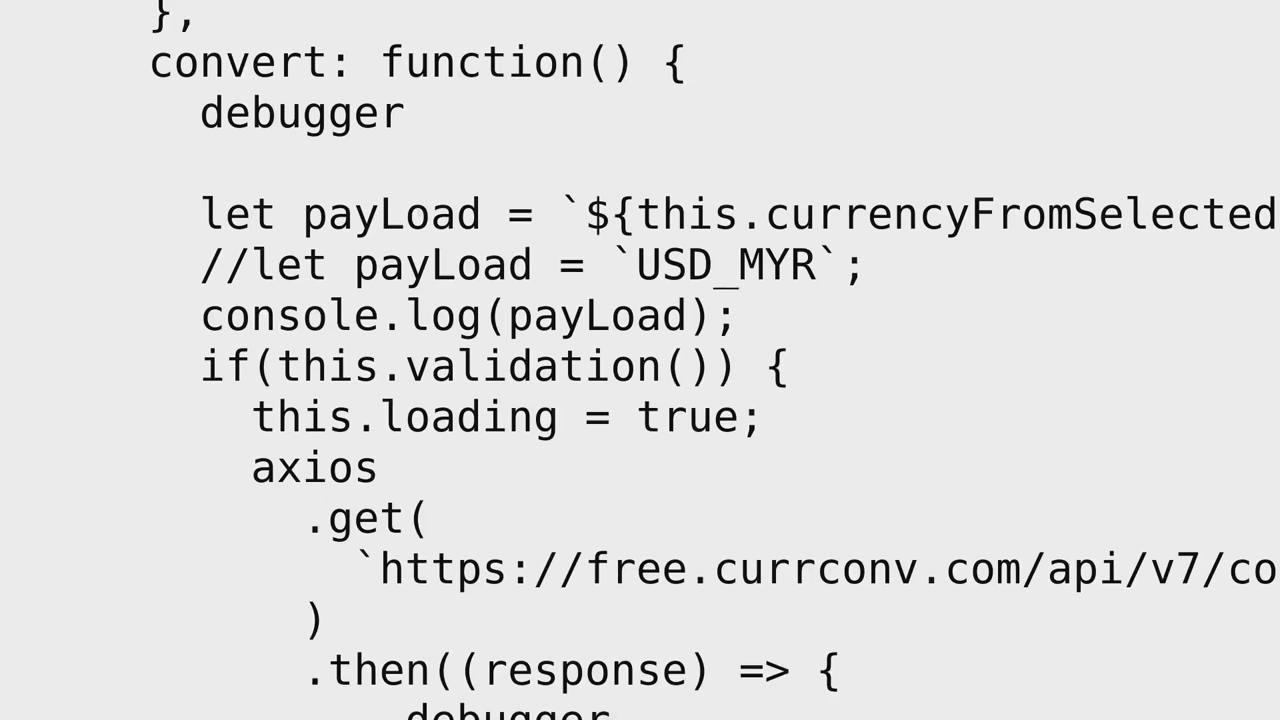 },
convert: function() {
debugger
let payLoad = `${this.currencyFromSelected
//let payLoad = `USD_MYR`;
console.log(payLoad);
if(this.validation()) {
this.loading = true;
axios
.get(
`https://free.currconv.com/api/v7/co
)
.then((response) => {
debugger